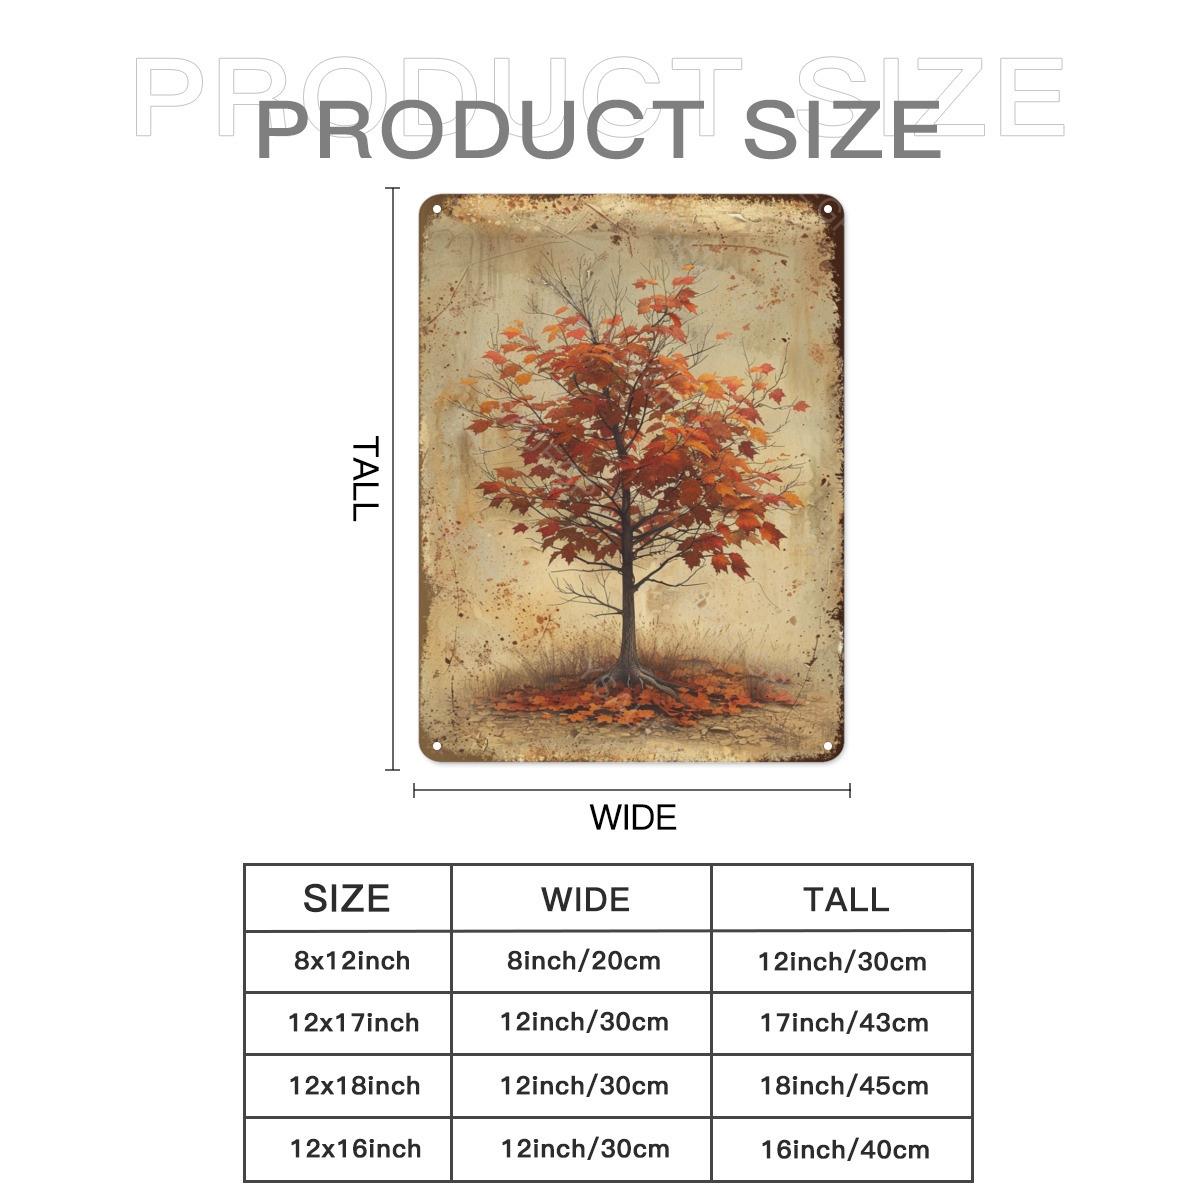 PRODUCT SIZE
PRODUCT SIZE
TALL
WIDE
SIZE WIDE TALL
8x12inch 8inch/20cm 12inch/30cm
12x17inch 12inch/30cm 17inch/43cm
12x18inch 12inch/30cm 18inch/45cm
12x16inch 12inch/30cm 16inch/40cm